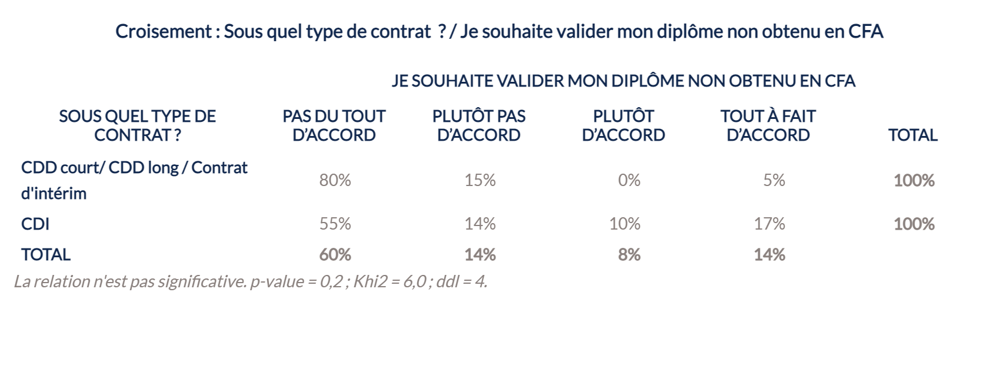 Croisement : Sous quel type de contrat ? / Je souhaite valider mon diplôme non obtenu en CFA
JE SOUHAITE VALIDER MON DIPLÔME NON OBTENU EN CFA
SOUS QUEL TYPE DE CONTRAT ? PAS DU TOUT D’ACCORD PLUTÔT PAS D’ACCORD PLUTÔT D’ACCORD TOUT À FAIT D’ACCORD TOTAL
CDD court/ CDD long / Contrat d'intérim 80% 15% 0% 5% 100%
CDI 55% 14% 10% 17% 100%
TOTAL 60% 14% 8% 14%
La relation n'est pas significative. p-value = 0,2 ; Khi2 = 6,0 ; ddl = 4.